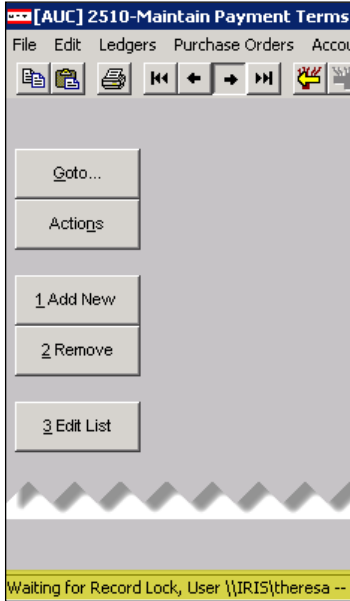 [AUC] 2510-Maintain Payment Terms
File Edit Ledgers Purchase Orders Accou
Goto...
Actions
1 Add New
2 Remove
3 Edit List
Waiting for Record Lock, User \\IRIS\theresa --